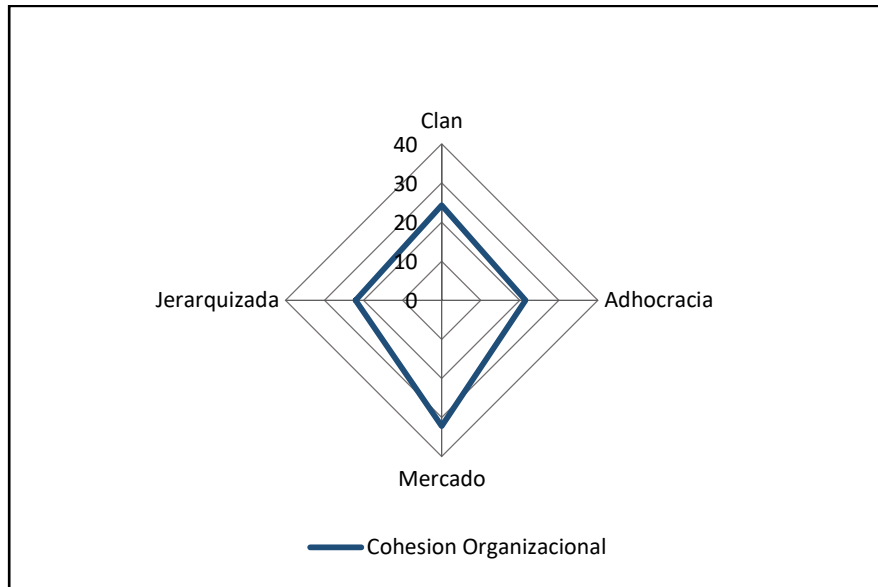 Clan
40
30
20
10
0
Jerarquizada
Adhocracia
Mercado
Cohesion Organizacional